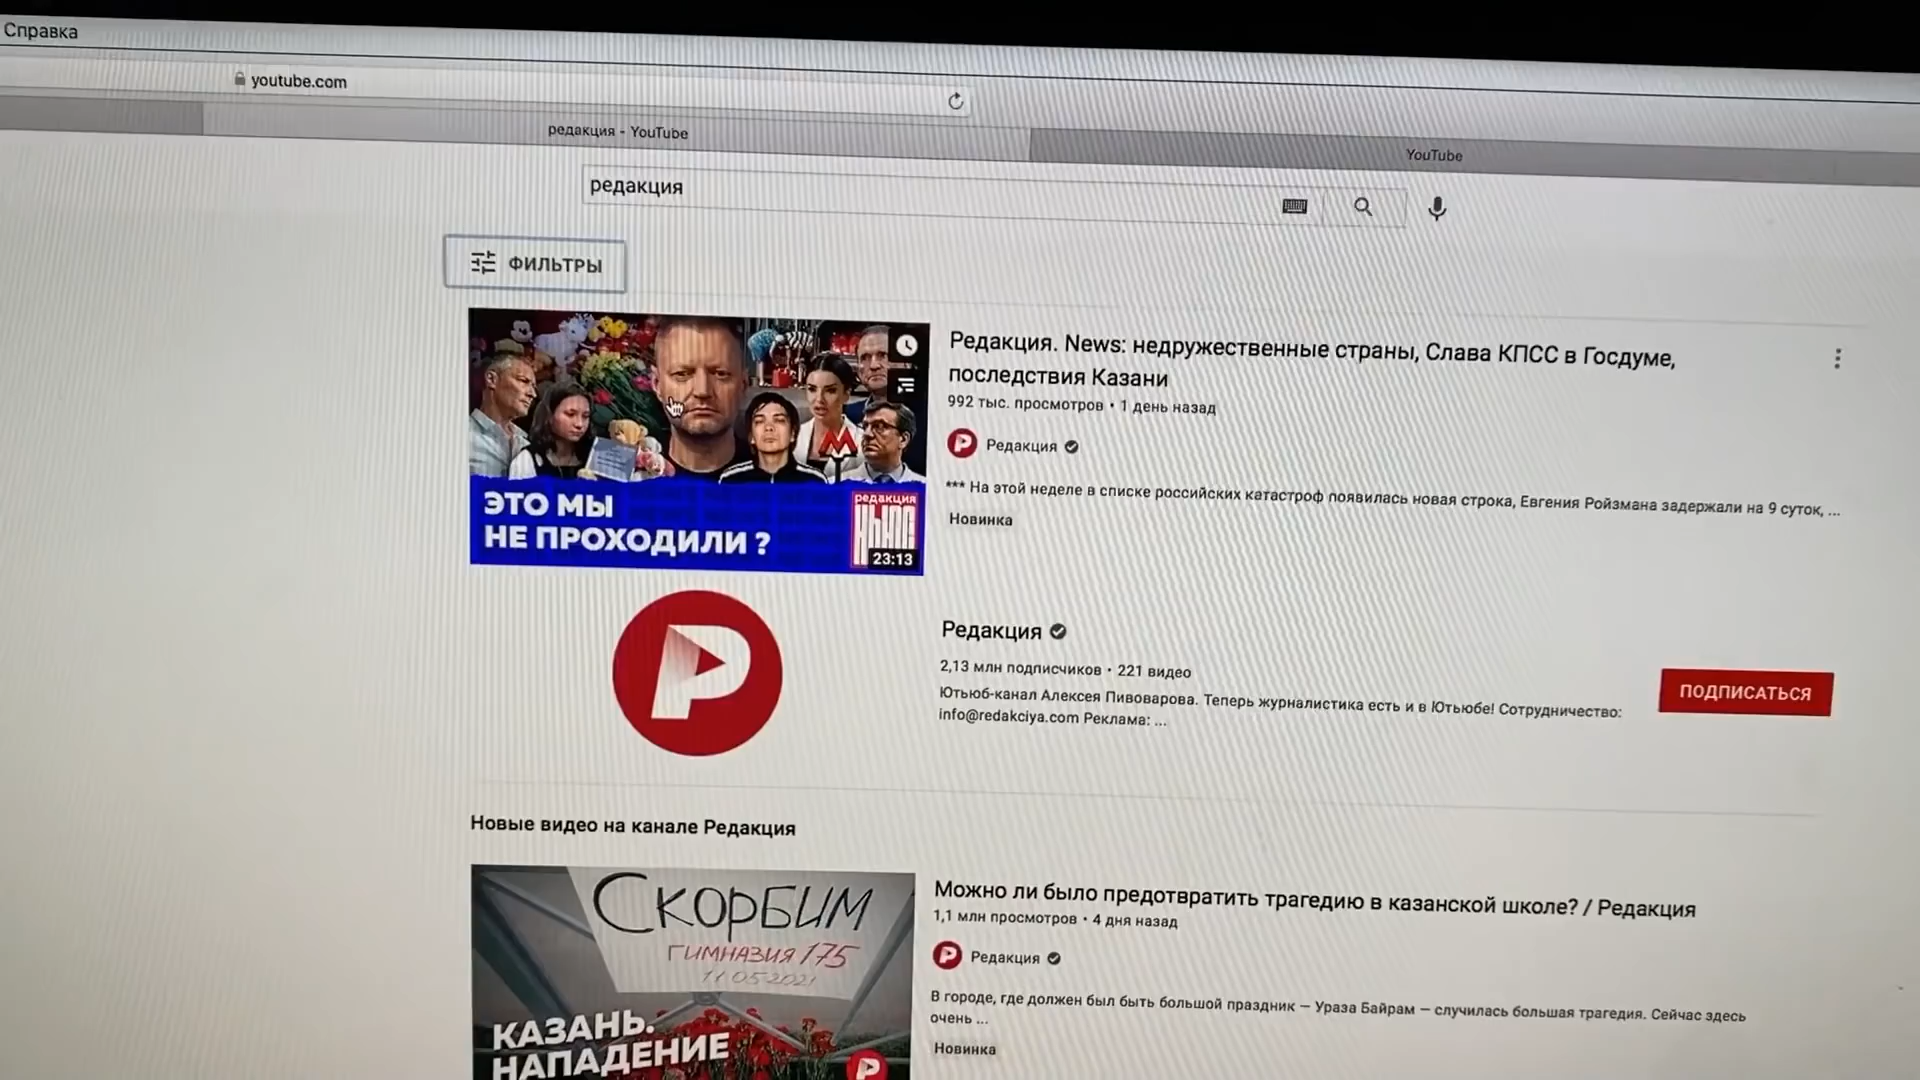 Справка
youtube.com
редакция - YouTube
YouTube
редакция
ФИЛЬТРЫ
ЭТО МЫ
НЕ ПРОХОДИЛИ ?
редакция
НЬЮС
23:13
Редакция. News: недружественные страны, Слава КПСС в Госдуме,
последствия Казани
992 тыс. просмотров • 1 день назад
Редакция
*** На этой неделе в списке российских катастроф появилась новая строка, Евгения Ройзмана задержали на 9 суток, ...
Новинка
Редакция
2,13 млн подписчиков • 221 видео
Ютьюб-канал Алексея Пивоварова. Теперь журналистика есть и в Ютьюбе! Сотрудничество:
info@redakciya.com Реклама: ...
ПОДПИСАТЬСЯ
Новые видео на канале Редакция
СКОРБИМ
ГИМНАЗИЯ 175
11.05.2021
КАЗАНЬ.
НАПАДЕНИЕ
Можно ли было предотвратить трагедию в казанской школе? / Редакция
1,1 млн просмотров • 4 дня назад
Редакция
В городе, где должен был быть большой праздник — Ураза Байрам — случилась большая трагедия. Сейчас здесь
очень ...
Новинка